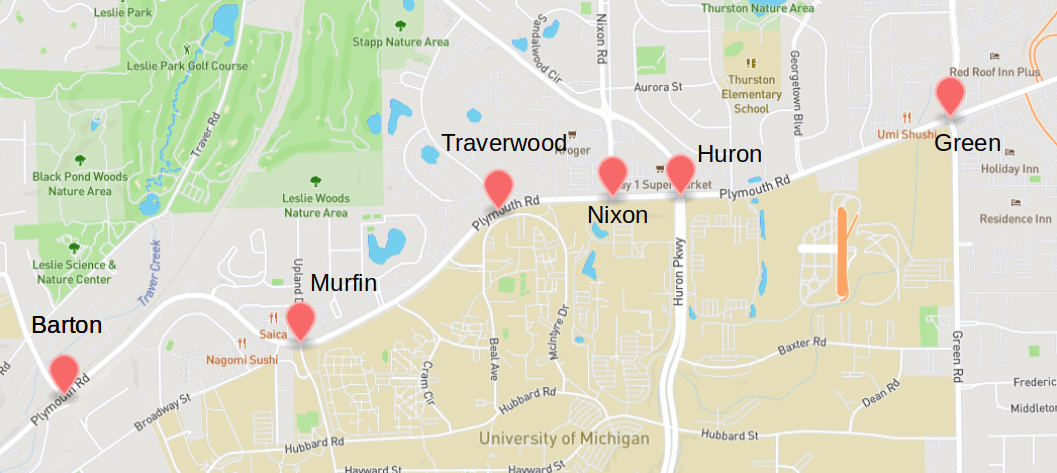 Leslie Park
Stapp Nature Area
Sandalwood Cir
Nixon Rd
Thurston Nature Area
Leslie Park Golf Course
Traver Rd
Aurora St
Thurston
Elementary
School
Georgetown Blvd
Red Roof Inn Plus
Umi Shushi
Green
Holiday Inn
Residence Inn
Traverwood
Kroger
Huron
Way 1 Supermarket
Plymouth Rd
Nixon
Plymouth Rd
Black Pond Woods
Nature Area
Leslie Woods
Nature Area
Leslie Science &
Nature Center
Traver Creek
Upland D
Murfin
Huron Pkwy
Barton
Saica
Nagomi Sushi
Plymouth Rd
Rd
Broadway St
Cram Cir
Beal Ave
McIntyre Dr
Baxter Rd
Green Rd
Dean Rd
Frederic
Middleton
Hubbard Rd
Hubbard Rd
University of Michigan
Hubbard St
Hayward St
Hayward St